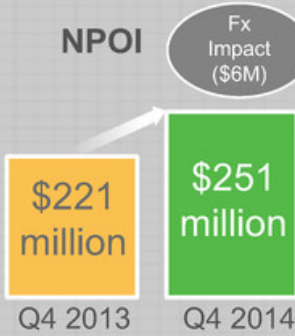 NPOI
Fx
Impact
($6M)
$221
million
$251
million
Q4 2013
Q4 2014